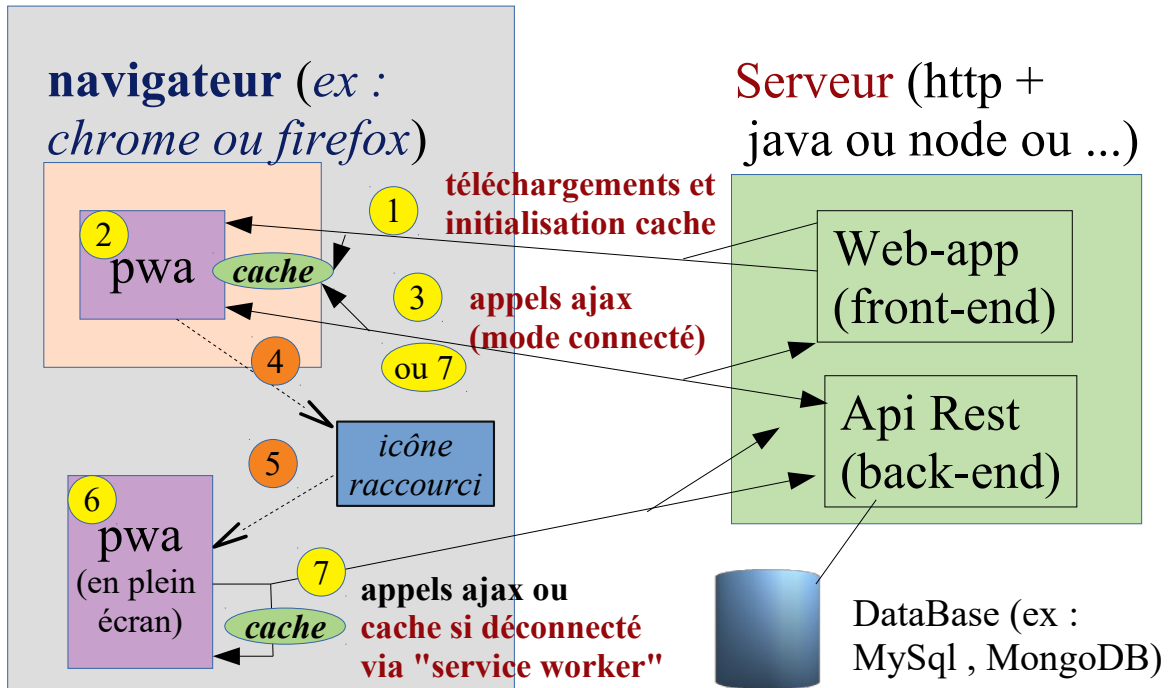 navigateur (ex :
chrome ou firefox)
Serveur (http +
java ou node ou ...)
téléchargements et
initialisation cache
1
2
pwa
cache
3
appels ajax
(mode connecté)
ou 7
Web-app
(front-end)
4
Api Rest
(back-end)
icône
raccourci
5
6
pwa
(en plein
écran)
7
cache
appels ajax ou
cache si déconnecté
via "service worker"
DataBase (ex :
MySql , MongoDB)